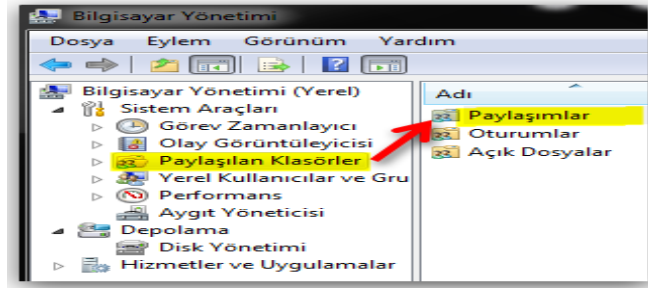 Bilgisayar Yönetimi
Dosya Eylem Görünüm Yardım
Bilgisayar Yönetimi (Yerel)
Sistem Araçları
Görev Zamanlayıcı
Olay Görüntüleyicisi
Paylaşılan Klasörler
Yerel Kullanıcılar ve Gru
Performans
Aygıt Yöneticisi
Depolama
Disk Yönetimi
Hizmetler ve Uygulamalar
Adı
Paylaşımlar
Oturumlar
Açık Dosyalar